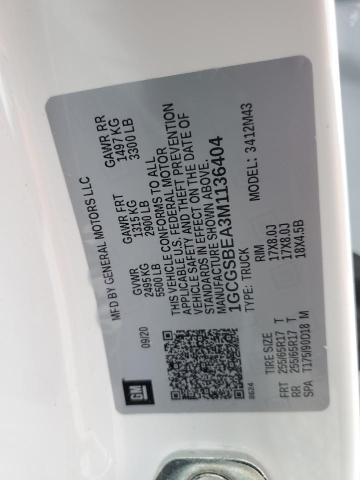 GM
MFD BY GENERAL MOTORS LLC
09/20
GVWR
2495 KG
5500 LB
GAWR FRT
1315 KG
2900 LB
GAWR RR
1497 KG
3300 LB
THIS VEHICLE CONFORMS TO ALL
APPLICABLE U.S. FEDERAL MOTOR
VEHICLE SAFETY AND THEFT PREVENTION
STANDARDS IN EFFECT ON THE DATE OF
MANUFACTURE SHOWN ABOVE.
1GCGSBEA3M1136404
TYPE: TRUCK
MODEL: 3412M43
8624
TIRE SIZE
RIM
FRT 255/65R17 T
17X8.0J
RR 255/65R17 T
17X8.0J
SPA T175/90D18 M
18X4.5B